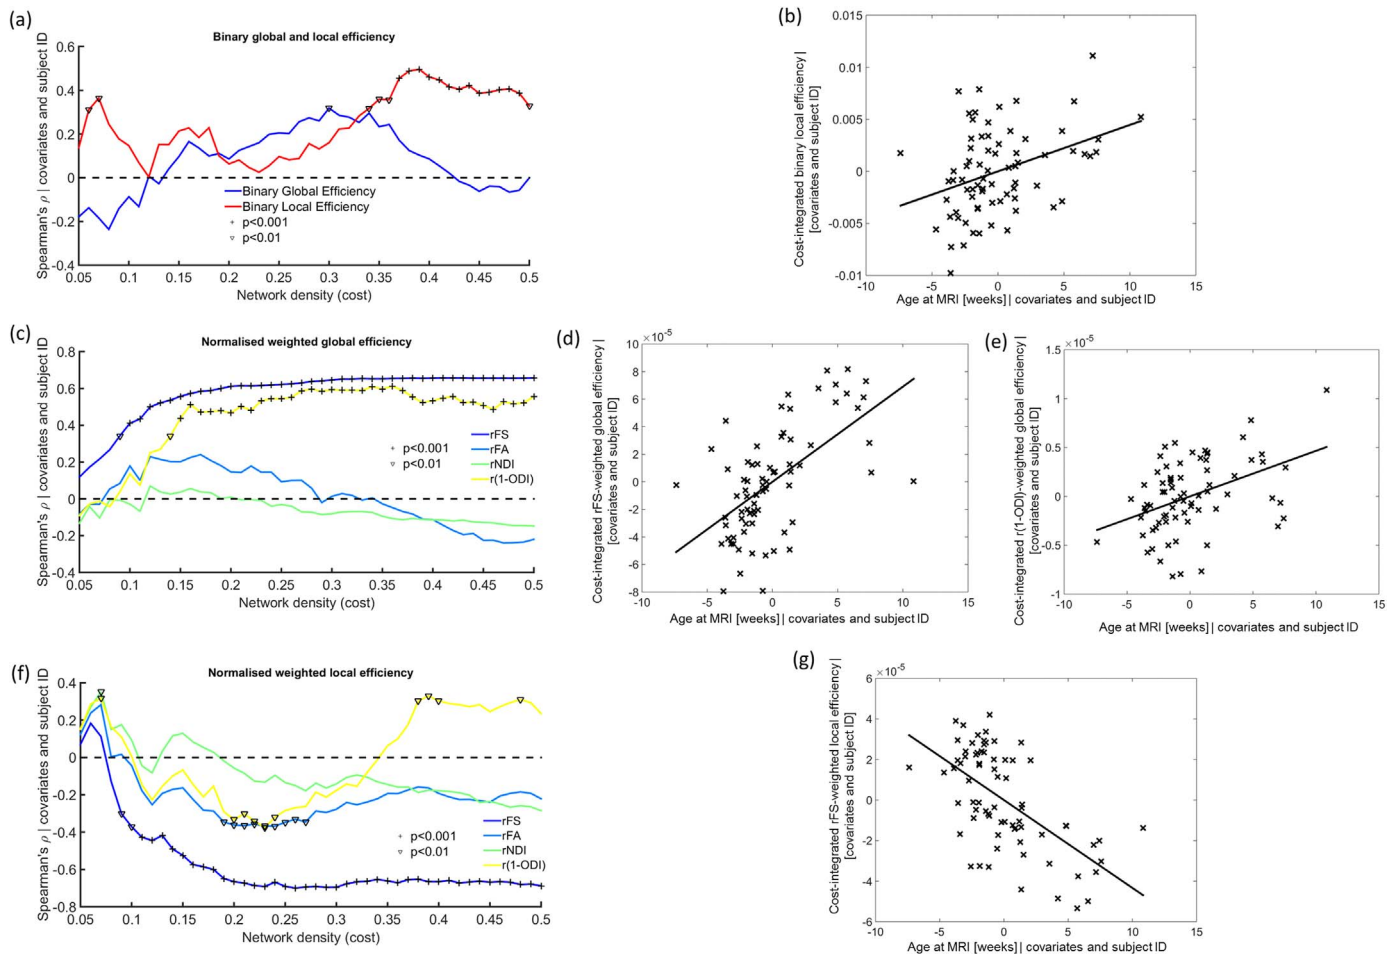 (a)
Binary global and local efficiency
Spearman's ρ | covariates and subject ID
0.6
0.4
0.2
0
-0.2
-0.4
Binary Global Efficiency
Binary Local Efficiency
p<0.001
p<0.01
0.05 0.1 0.15 0.2 0.25 0.3 0.35 0.4 0.45 0.5
Network density (cost)
(b)
Cost-integrated binary local efficiency |
[covariates and subject ID]
0.015
0.01
0.005
0
-0.005
-0.01
-10 -5 0 5 10 15
Age at MRI [weeks] | covariates and subject ID
(c)
Normalised weighted global efficiency
Spearman's ρ | covariates and subject ID
0.8
0.6
0.4
0.2
0
-0.2
-0.4
p<0.001
p<0.01
rFS
rFA
rNDI
r(1-ODI)
0.05 0.1 0.15 0.2 0.25 0.3 0.35 0.4 0.45 0.5
Network density (cost)
(d)
×10-5
Cost-integrated rFS-weighted global efficiency |
[covariates and subject ID]
10
8
6
4
2
0
-2
-4
-6
-8
-10 -5 0 5 10 15
Age at MRI [weeks] | covariates and subject ID
(e)
×10-5
Cost-integrated r(1-ODI)-weighted global efficiency |
[covariates and subject ID]
1.5
1
0.5
0
-0.5
-1
-10 -5 0 5 10 15
Age at MRI [weeks] | covariates and subject ID
(f)
Normalised weighted local efficiency
Spearman's ρ | covariates and subject ID
0.4
0.2
0
-0.2
-0.4
-0.6
-0.8
p<0.001
p<0.01
rFS
rFA
rNDI
r(1-ODI)
0.05 0.1 0.15 0.2 0.25 0.3 0.35 0.4 0.45 0.5
Network density (cost)
(g)
×10-5
Cost-integrated rFS-weighted local efficiency |
[covariates and subject ID]
6
4
2
0
-2
-4
-6
-10 -5 0 5 10 15
Age at MRI [weeks] | covariates and subject ID